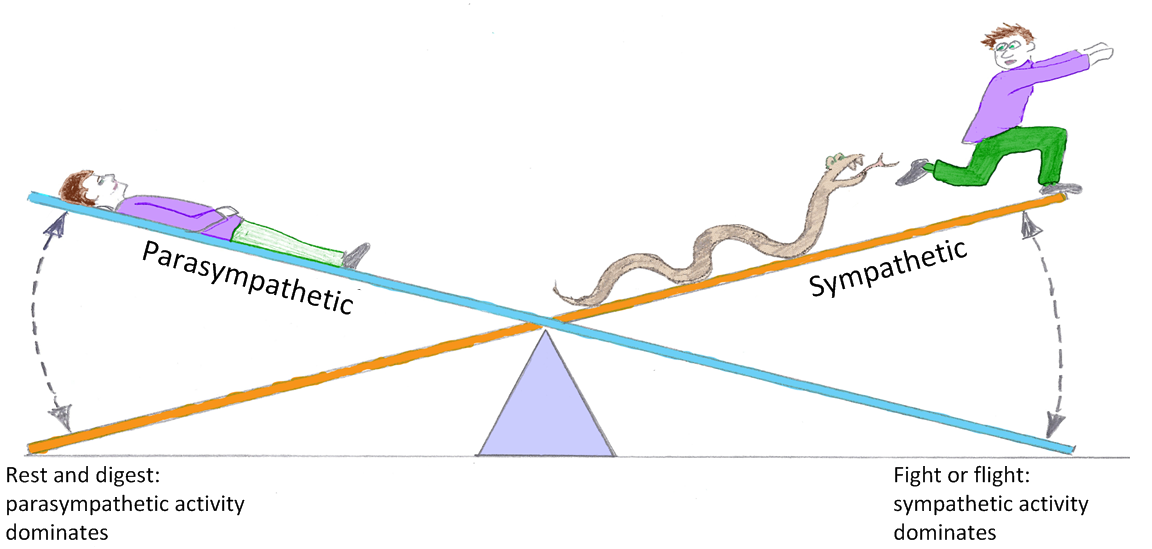 Parasympathetic
Sympathetic
Rest and digest:
parasympathetic activity
dominates
Fight or flight:
sympathetic activity
dominates